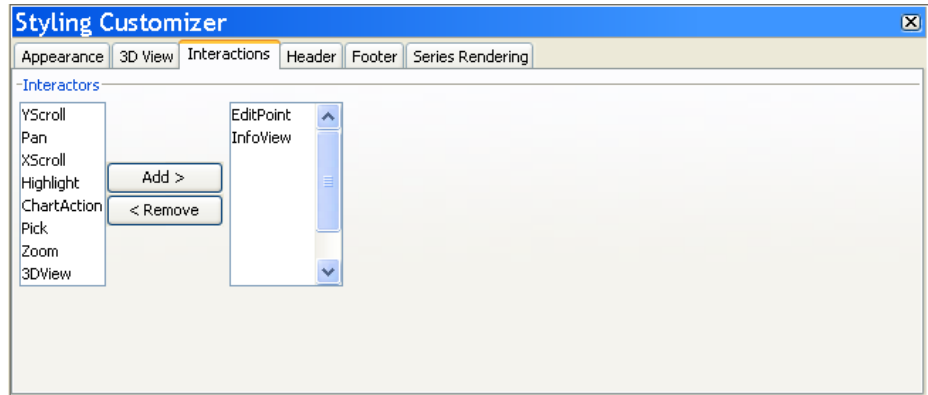 Styling Customizer
Appearance 3D View Interactions Header Footer Series Rendering
Interactors
YScroll
Pan
XScroll
Highlight
ChartAction
Pick
Zoom
3DView
Add >
< Remove
EditPoint
InfoView